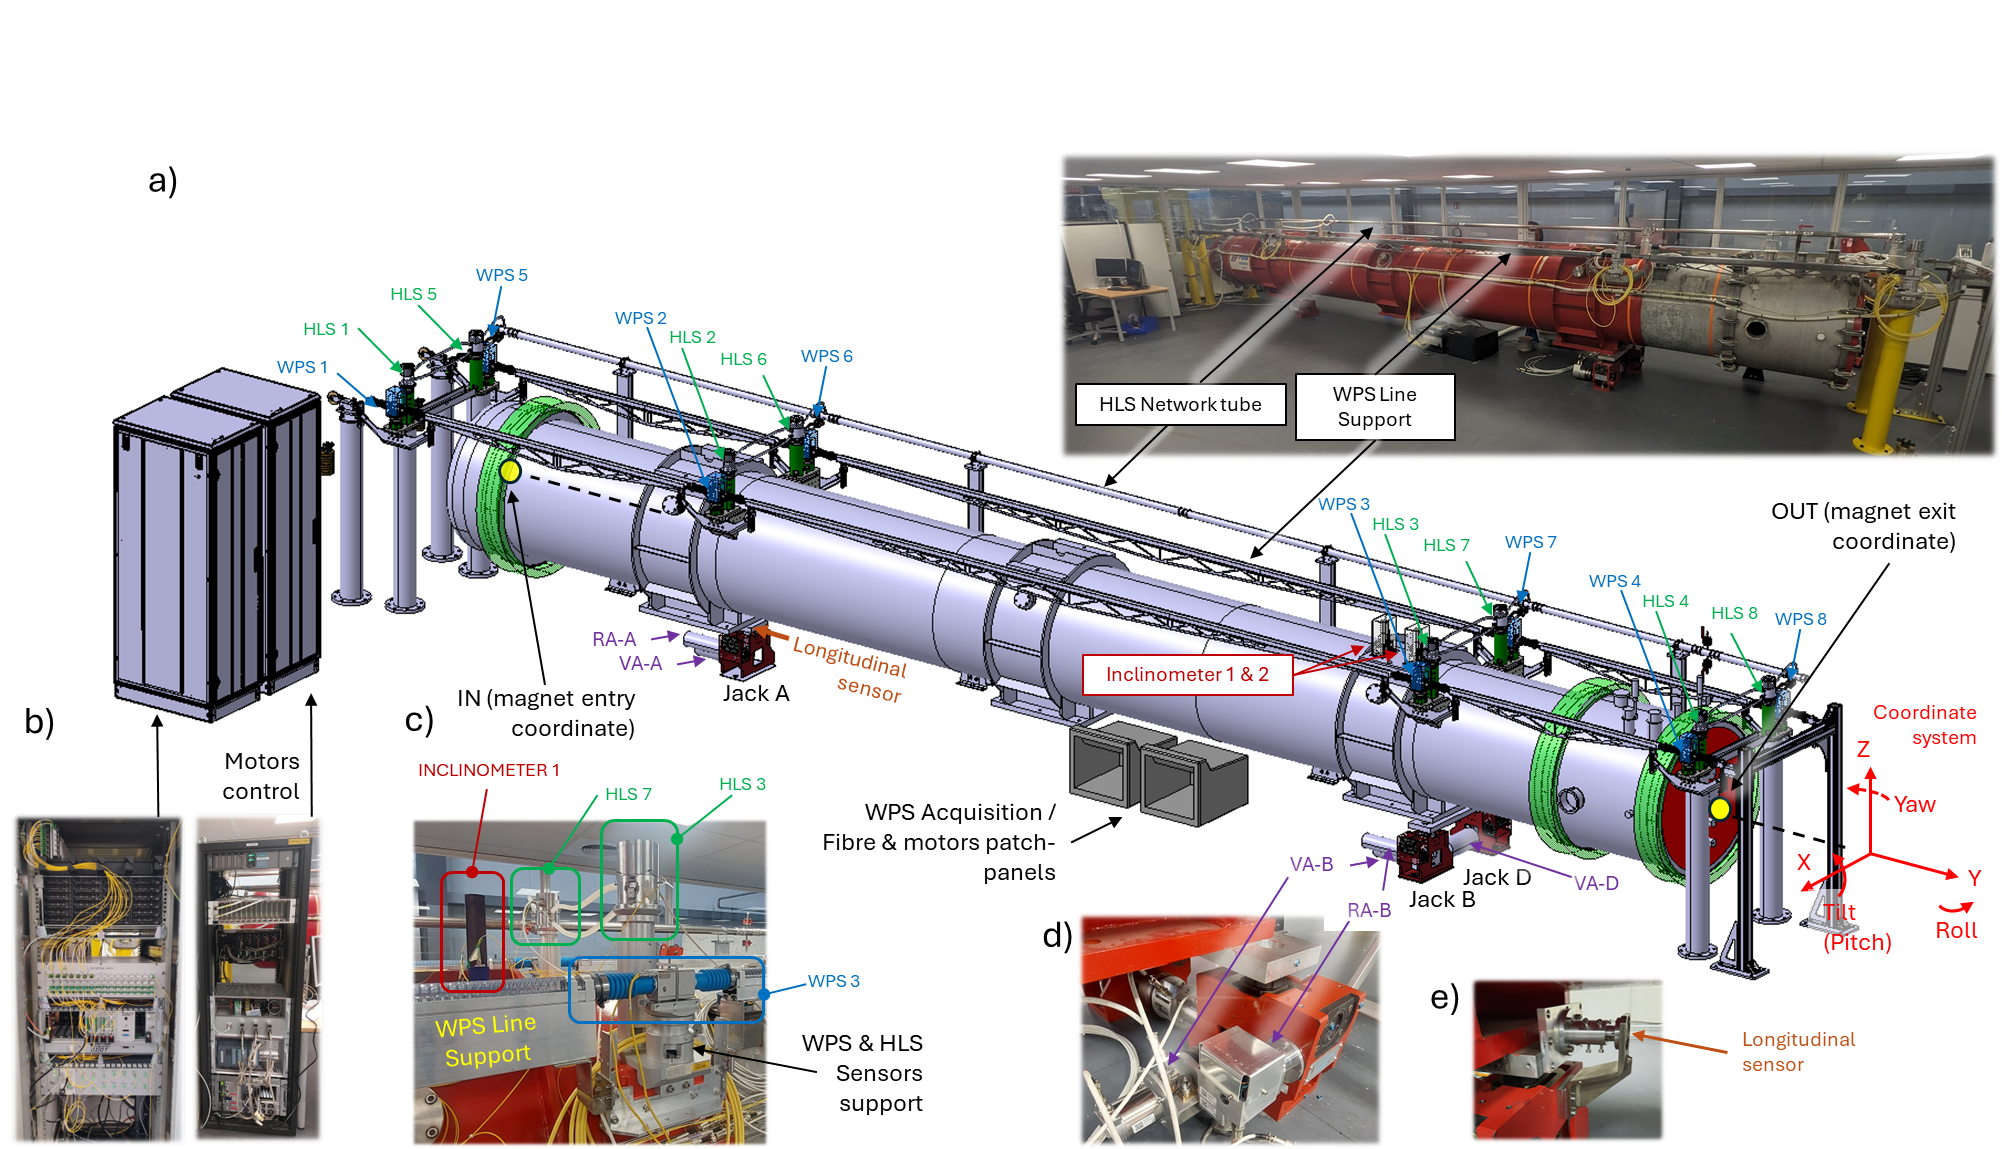 a)
WPS 5
HLS 5
HLS 1
WPS 1
WPS 2
HLS 2
HLS 6
WPS 6
HLS Network tube
WPS Line
Support
WPS 3
HLS 3
HLS 7
WPS 7
OUT (magnet exit
coordinate)
WPS 4
HLS 4
HLS 8
WPS 8
RA-A
VA-A
Longitudinal
sensor
Jack A
Inclinometer 1 & 2
IN (magnet entry
coordinate)
Coordinate
system
Z
Yaw
X
Y
Tilt
(Pitch)
Roll
b)
Motors
control
c)
INCLINOMETER 1
HLS 7
HLS 3
WPS 3
WPS Line
Support
WPS & HLS
Sensors
support
WPS Acquisition /
Fibre & motors patch-
panels
VA-B
Jack D
Jack B
VA-D
RA-B
d)
e)
Longitudinal
sensor